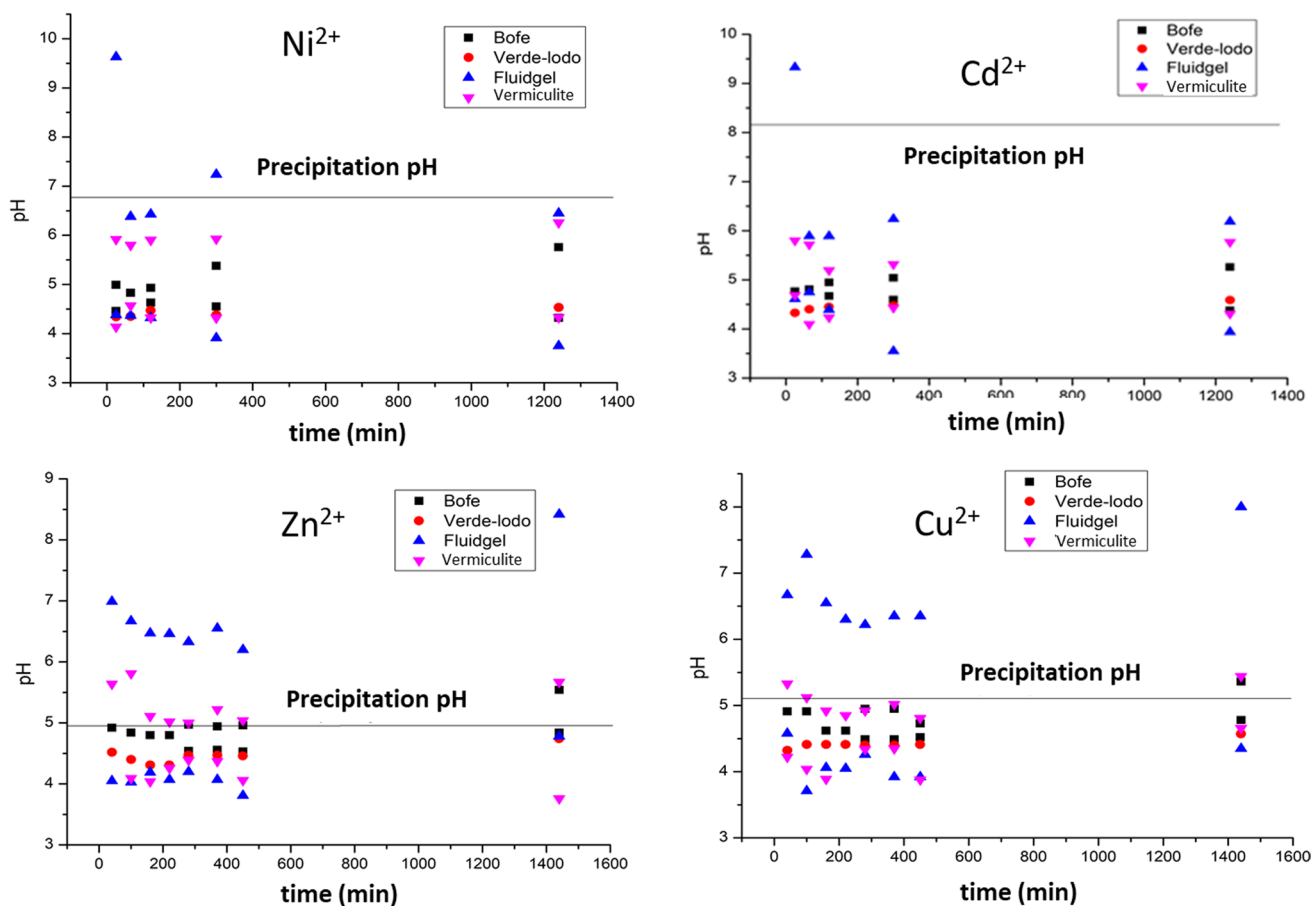 Ni2+
Bofe
Verde-lodo
Fluidgel
Vermiculite
Precipitation pH
10
9
8
7
6
5
4
3
pH
0 200 400 600 800 1000 1200 1400
time (min)
Cd2+
Bofe
Verde-lodo
Fluidgel
Vermiculite
Precipitation pH
10
9
8
7
6
5
4
3
pH
0 200 400 600 800 1000 1200 1400
time (min)
Zn2+
Bofe
Verde-lodo
Fluidgel
Vermiculite
Precipitation pH
9
8
7
6
5
4
3
pH
0 200 400 600 800 1000 1200 1400 1600
time (min)
Cu2+
Bofe
Verde-lodo
Fluidgel
Vermiculite
Precipitation pH
8
7
6
5
4
3
pH
0 200 400 600 800 1000 1200 1400 1600
time (min)